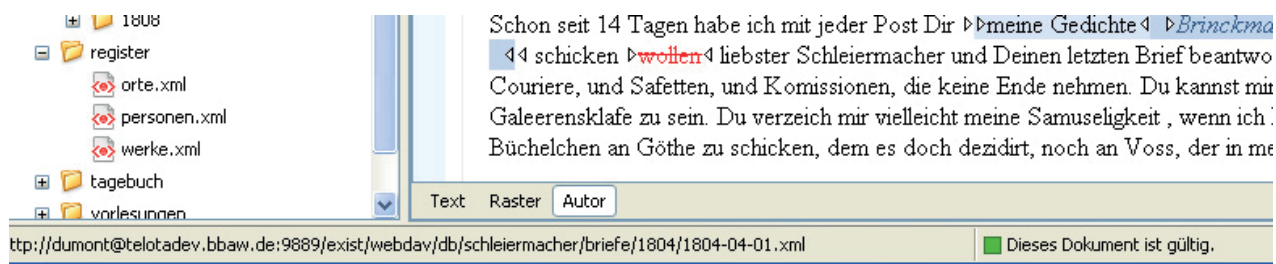 1808
register
orte.xml
personen.xml
werke.xml
tagebuch
vorlesungen
Schon seit 14 Tagen habe ich mit jeder Post Dir meine Gedichte
schicken wollen liebster Schleiermacher und Deinen letzten Brief
Couriere, und Safetten, und Komissionen, die keine Ende nehmen. Du kannst
Galeerensklafe zu sein. Du verzeich mir vielleicht meine Samuseligkeit , wenn ich
Büchelchen an Göthe zu schicken, dem es doch dezidirt, noch an Voss, der in
Text Raster Autor
ttp://dumont@telotadev.bbaw.de:9889/exist/webdav/db/schleiermacher/briefe/1804/1804-04-01.xml
Dieses Dokument ist gültig.